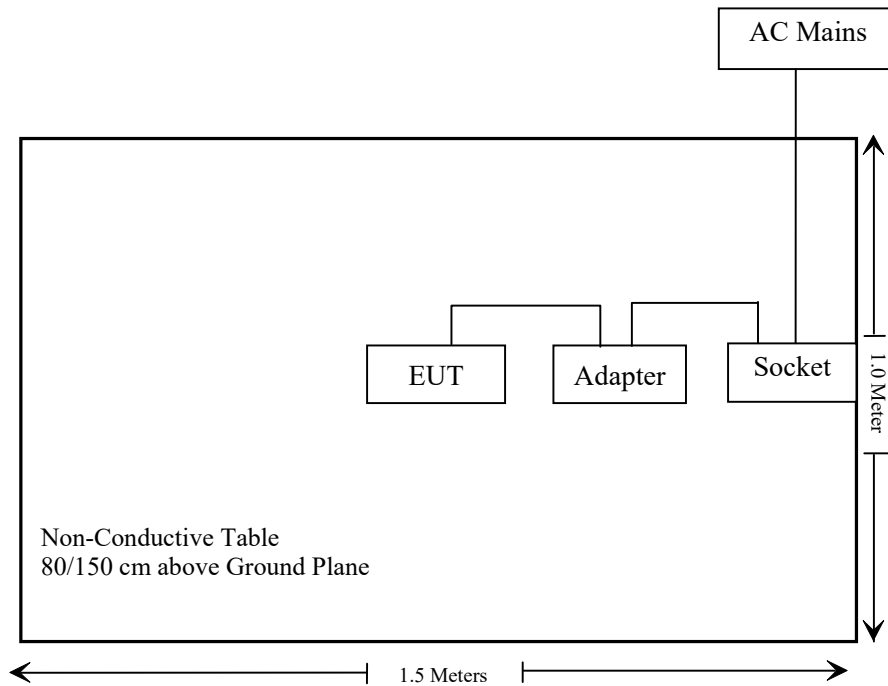 AC Mains
EUT
Adapter
Socket
1.0 Meter
Non-Conductive Table
80/150 cm above Ground Plane
1.5 Meters